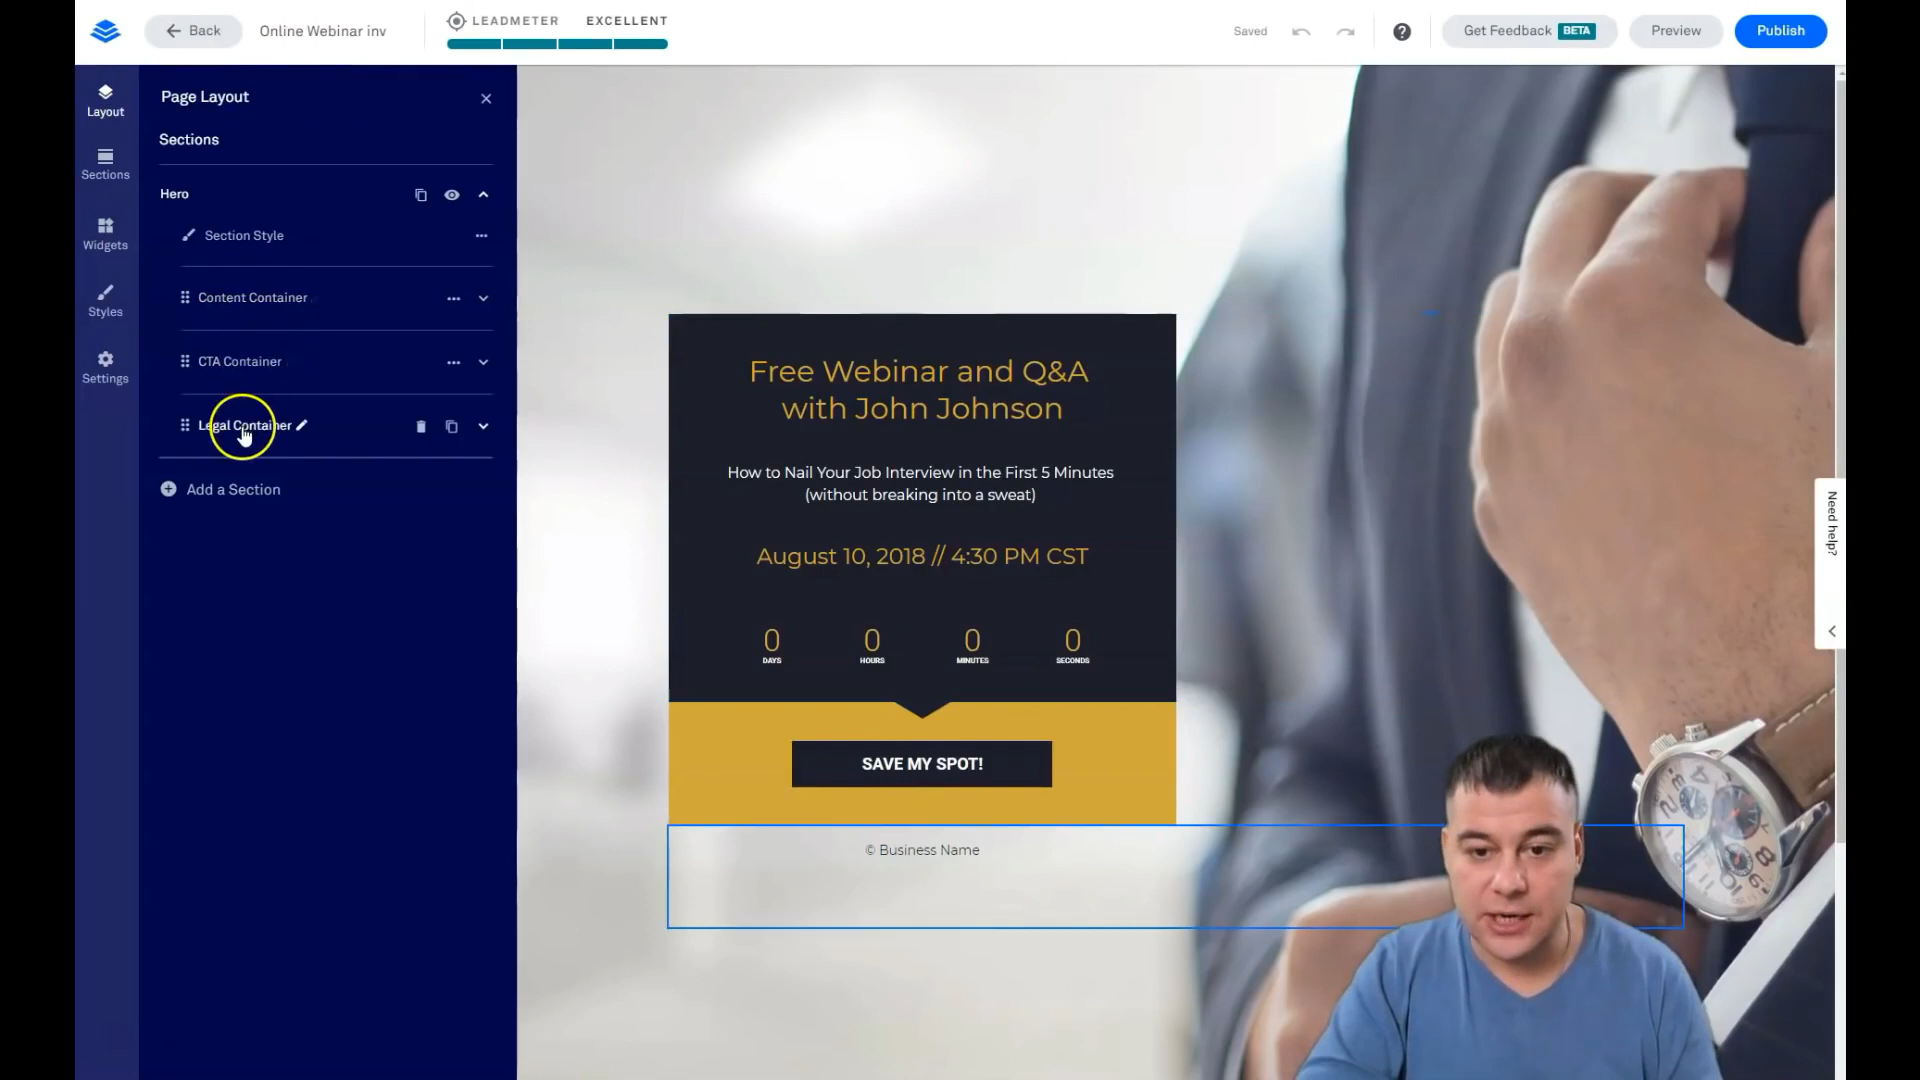 Back
Online Webinar inv
LEADMETER EXCELLENT
Saved
?
Get Feedback BETA
Preview
Publish
Layout
Sections
Widgets
Styles
Settings
Page Layout
Sections
Hero
Section Style
Content Container
CTA Container
Legal Container
Add a Section
Free Webinar and Q&A
with John Johnson
How to Nail Your Job Interview in the First 5 Minutes
(without breaking into a sweat)
August 10, 2018 // 4:30 PM CST
0 0 0 0
DAYS HOURS MINUTES SECONDS
SAVE MY SPOT!
© Business Name
Need help?